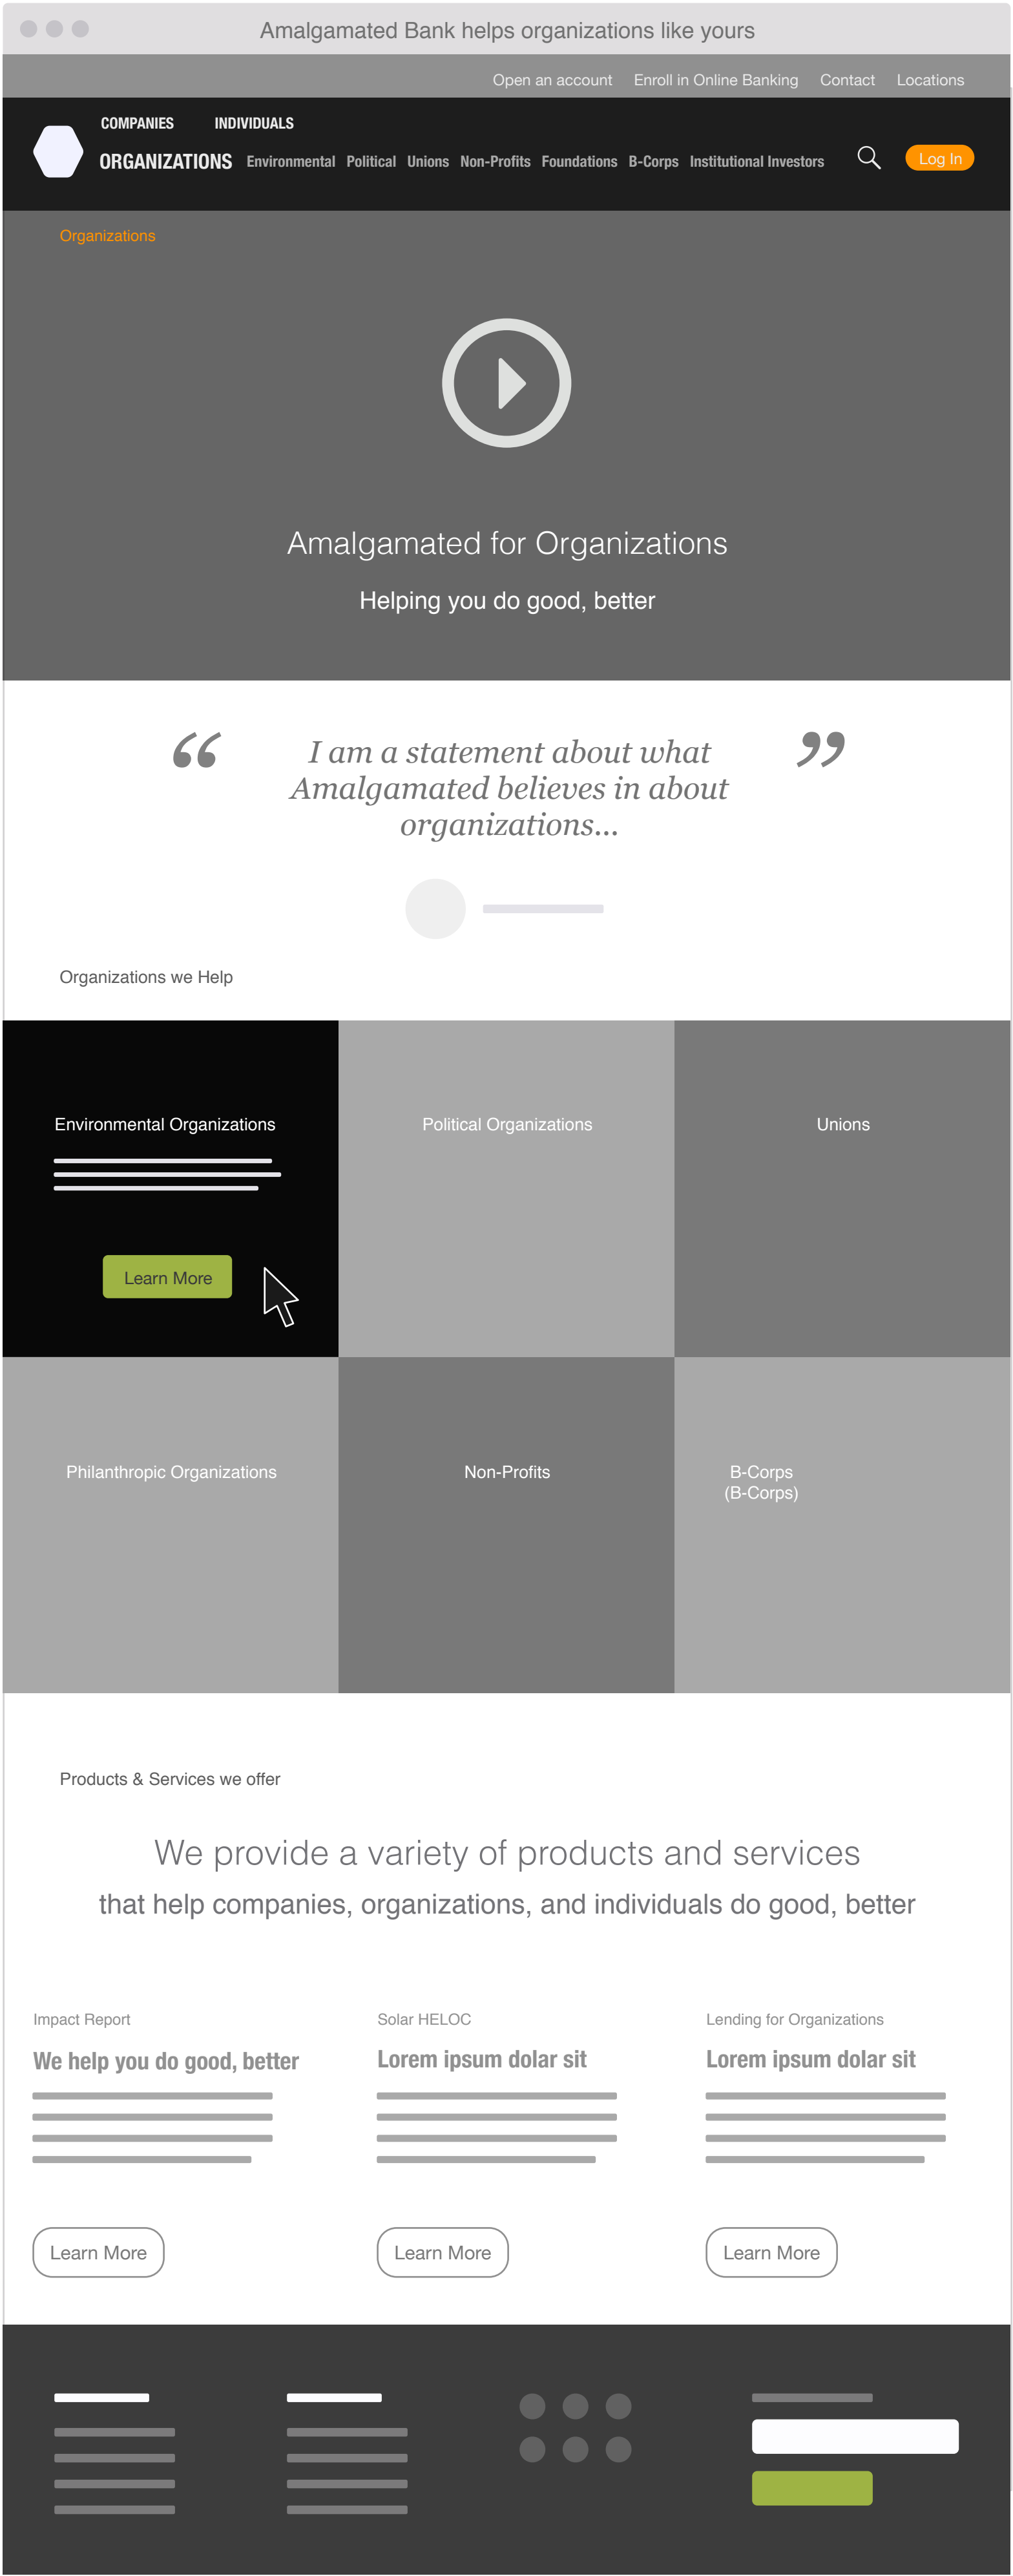 Amalgamated Bank helps organizations like yours
Open an account Enroll in Online Banking Contact Locations
COMPANIES INDIVIDUALS
ORGANIZATIONS Environmental Political Unions Non-Profits Foundations B-Corps Institutional Investors Log In
Organizations
Amalgamated for Organizations
Helping you do good, better
“ I am a statement about what ”
Amalgamated believes in about
organizations...
Organizations we Help
Environmental Organizations Political Organizations Unions
Learn More
Philanthropic Organizations Non-Profits B-Corps
(B-Corps)
Products & Services we offer
We provide a variety of products and services
that help companies, organizations, and individuals do good, better
Impact Report Solar HELOC Lending for Organizations
We help you do good, better Lorem ipsum dolar sit Lorem ipsum dolar sit
Learn More Learn More Learn More